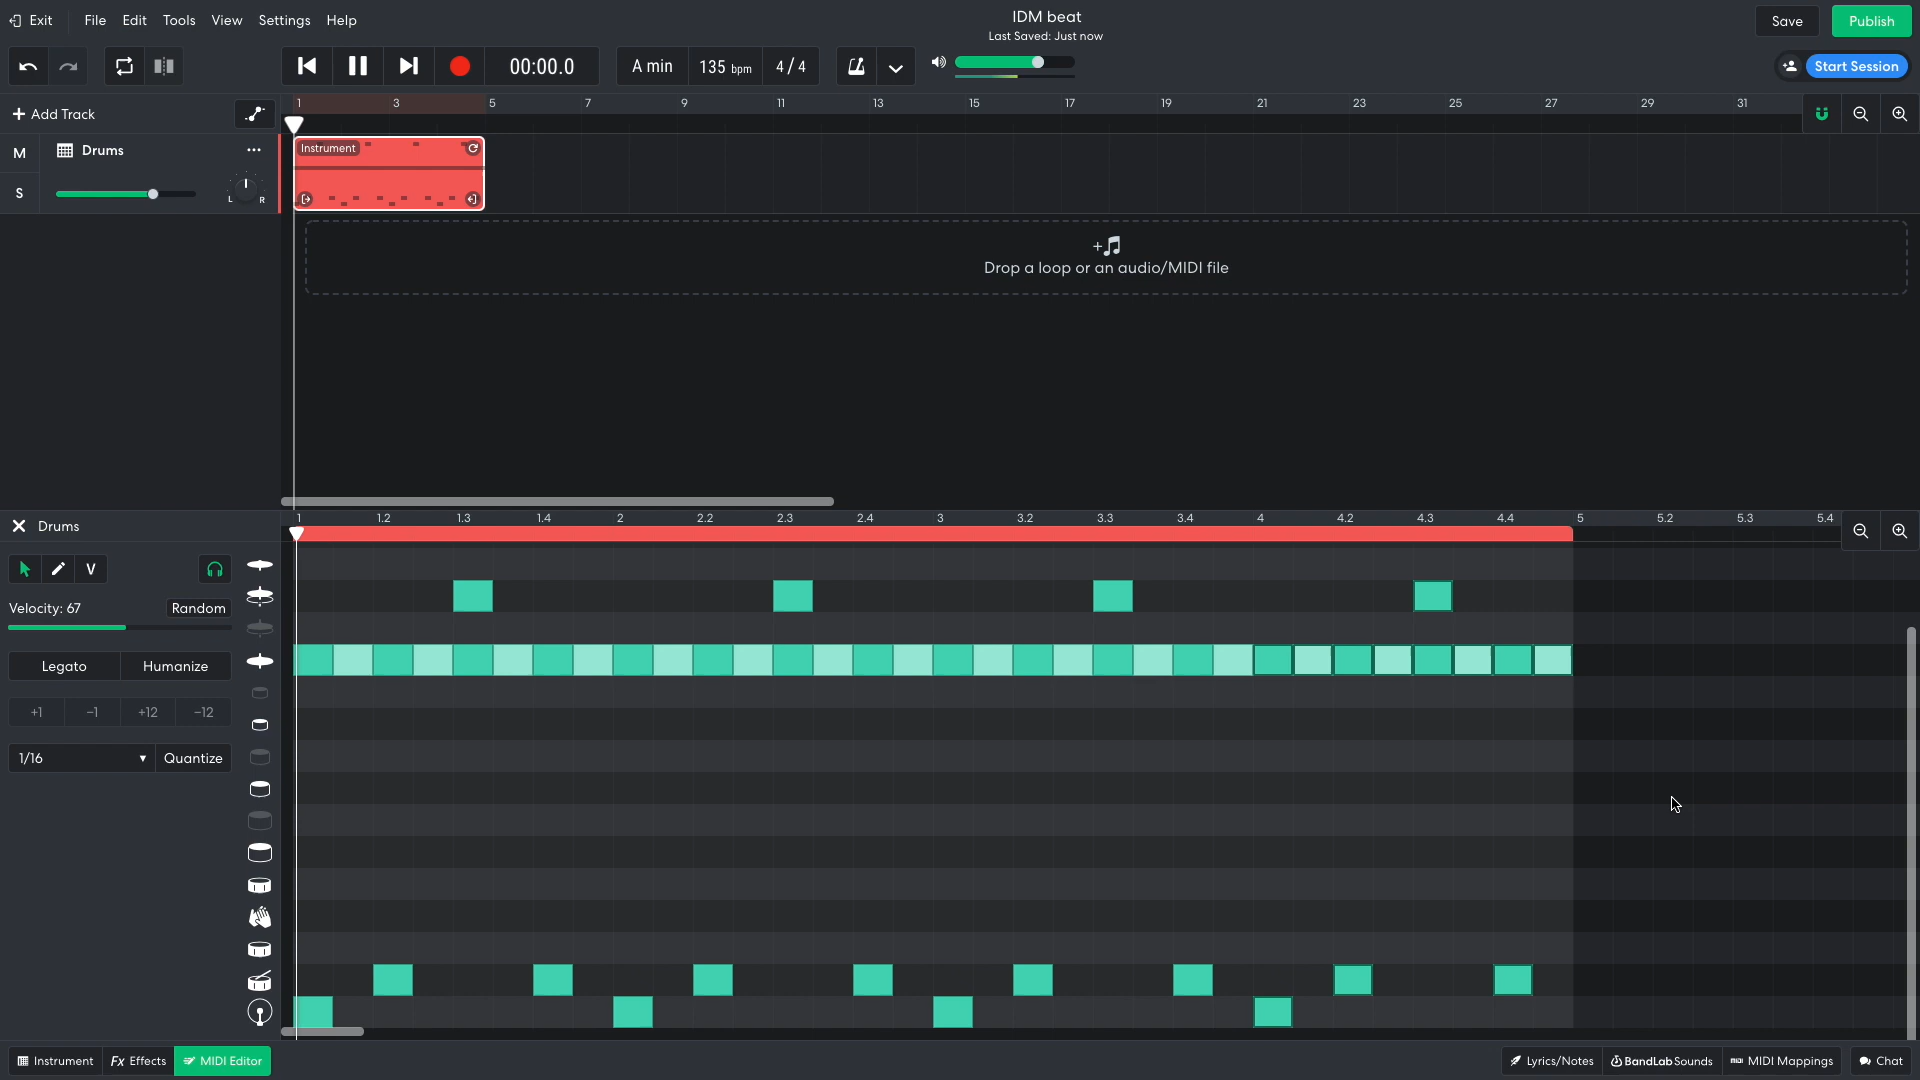 Exit File Edit Tools View Settings Help
IDM beat
Last Saved: Just now
Save Publish
00:00.0 A min 135 bpm 4/4
Start Session
Add Track
1 3 5 7 9 11 13 15 17 19 21 23 25 27 29 31
M Drums ...
Instrument
S
L R
Drop a loop or an audio/MIDI file
Drums
1 1.2 1.3 1.4 2 2.2 2.3 2.4 3 3.2 3.3 3.4 4 4.2 4.3 4.4 5 5.2 5.3 5.4
V
Velocity: 67 Random
Legato Humanize
+1 −1 +12 −12
1/16 Quantize
Instrument Fx Effects MIDI Editor
Lyrics/Notes BandLab Sounds MIDI Mappings Chat